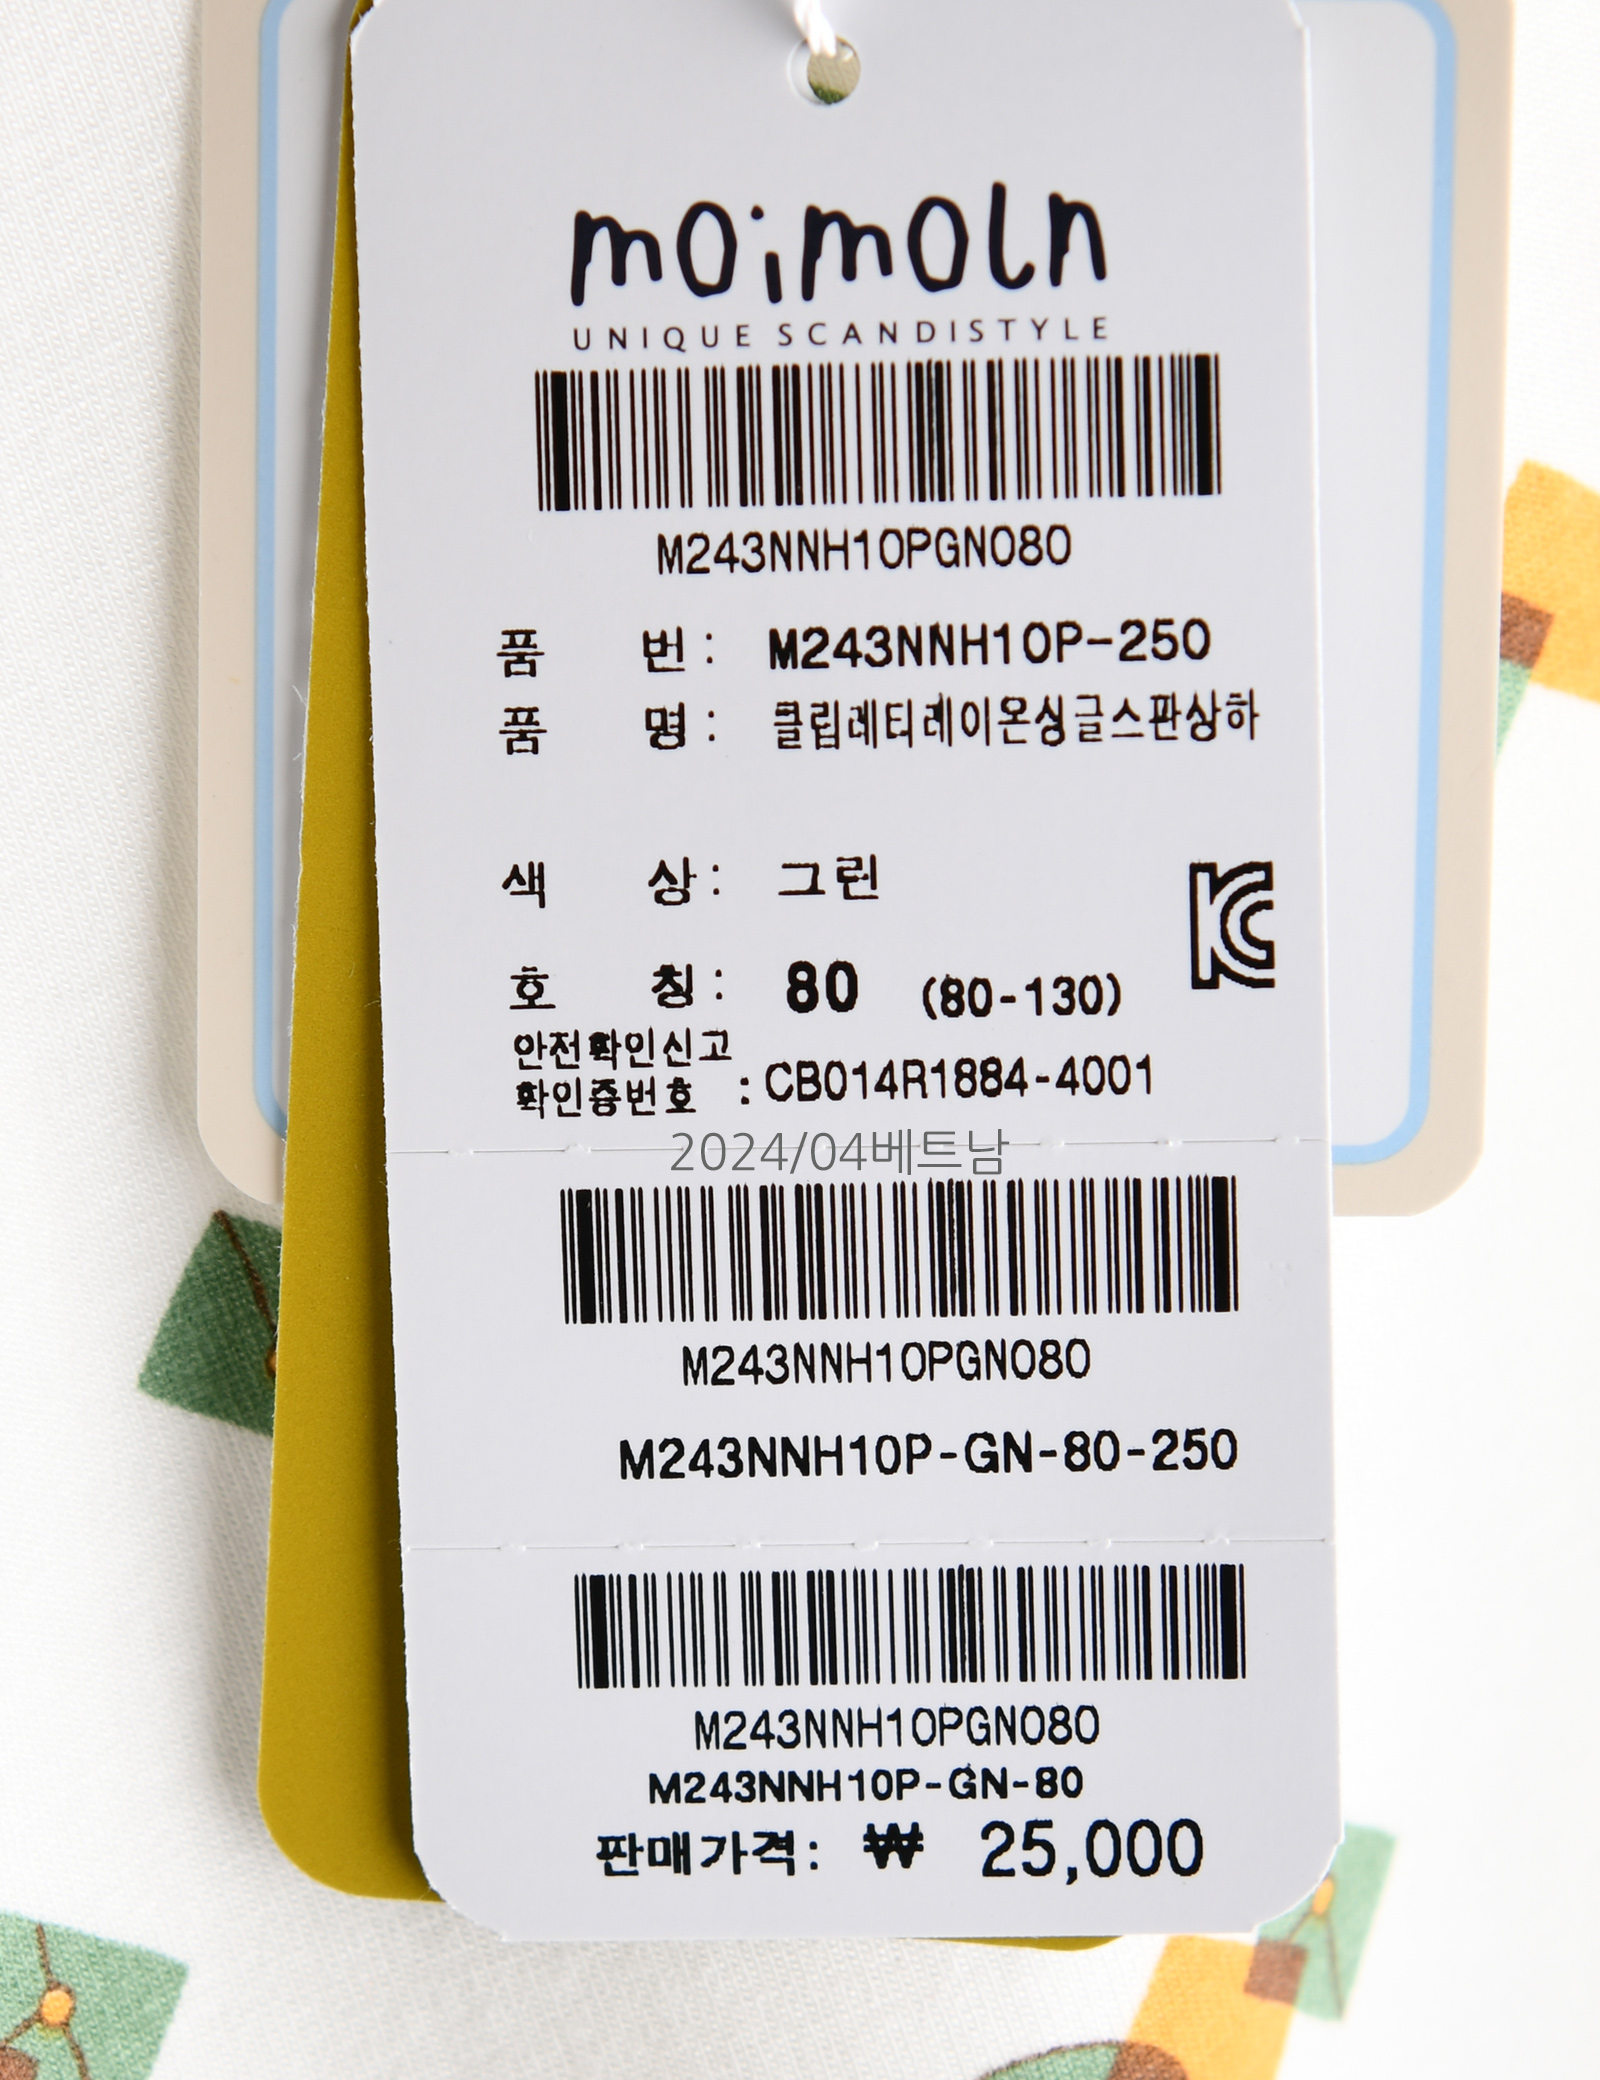 moimoln
UNIQUE SCANDISTYLE
M243NNH10PGN080
품 번 : M243NNH10P-250
품 명 : 클립레티레이온싱글스판상하
색 상 : 그린
호 칭 : 80 (80-130)
안전확인신고
확인증번호 : CB014R1884-4001
2024/04베트남
M243NNH10PGN080
M243NNH10P-GN-80-250
M243NNH10PGN080
M243NNH10P-GN-80
판매가격: ₩ 25,000